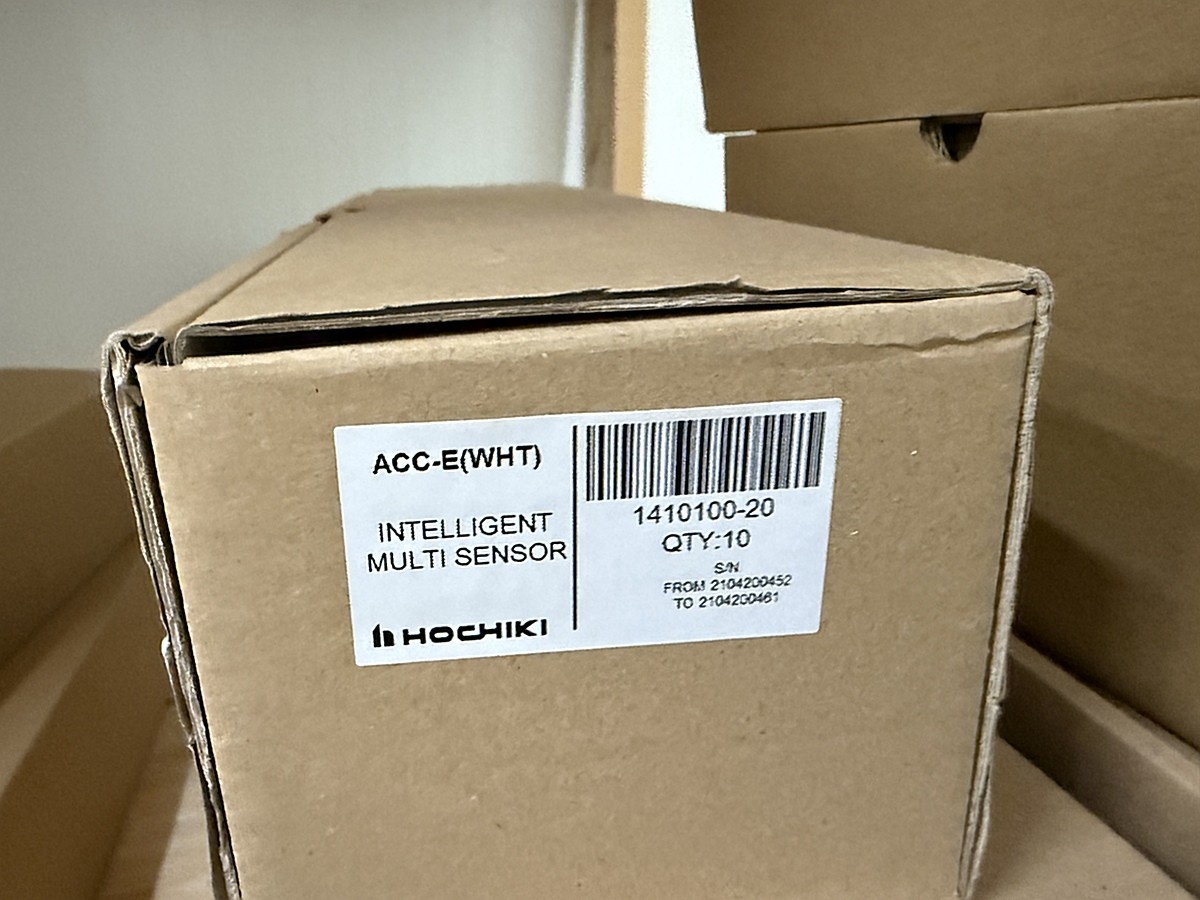 ACC-E(WHT)
INTELLIGENT
MULTI SENSOR
HOCHIKI
1410100-20
QTY:10
S/N
FROM 2104200452
TO 2104200461